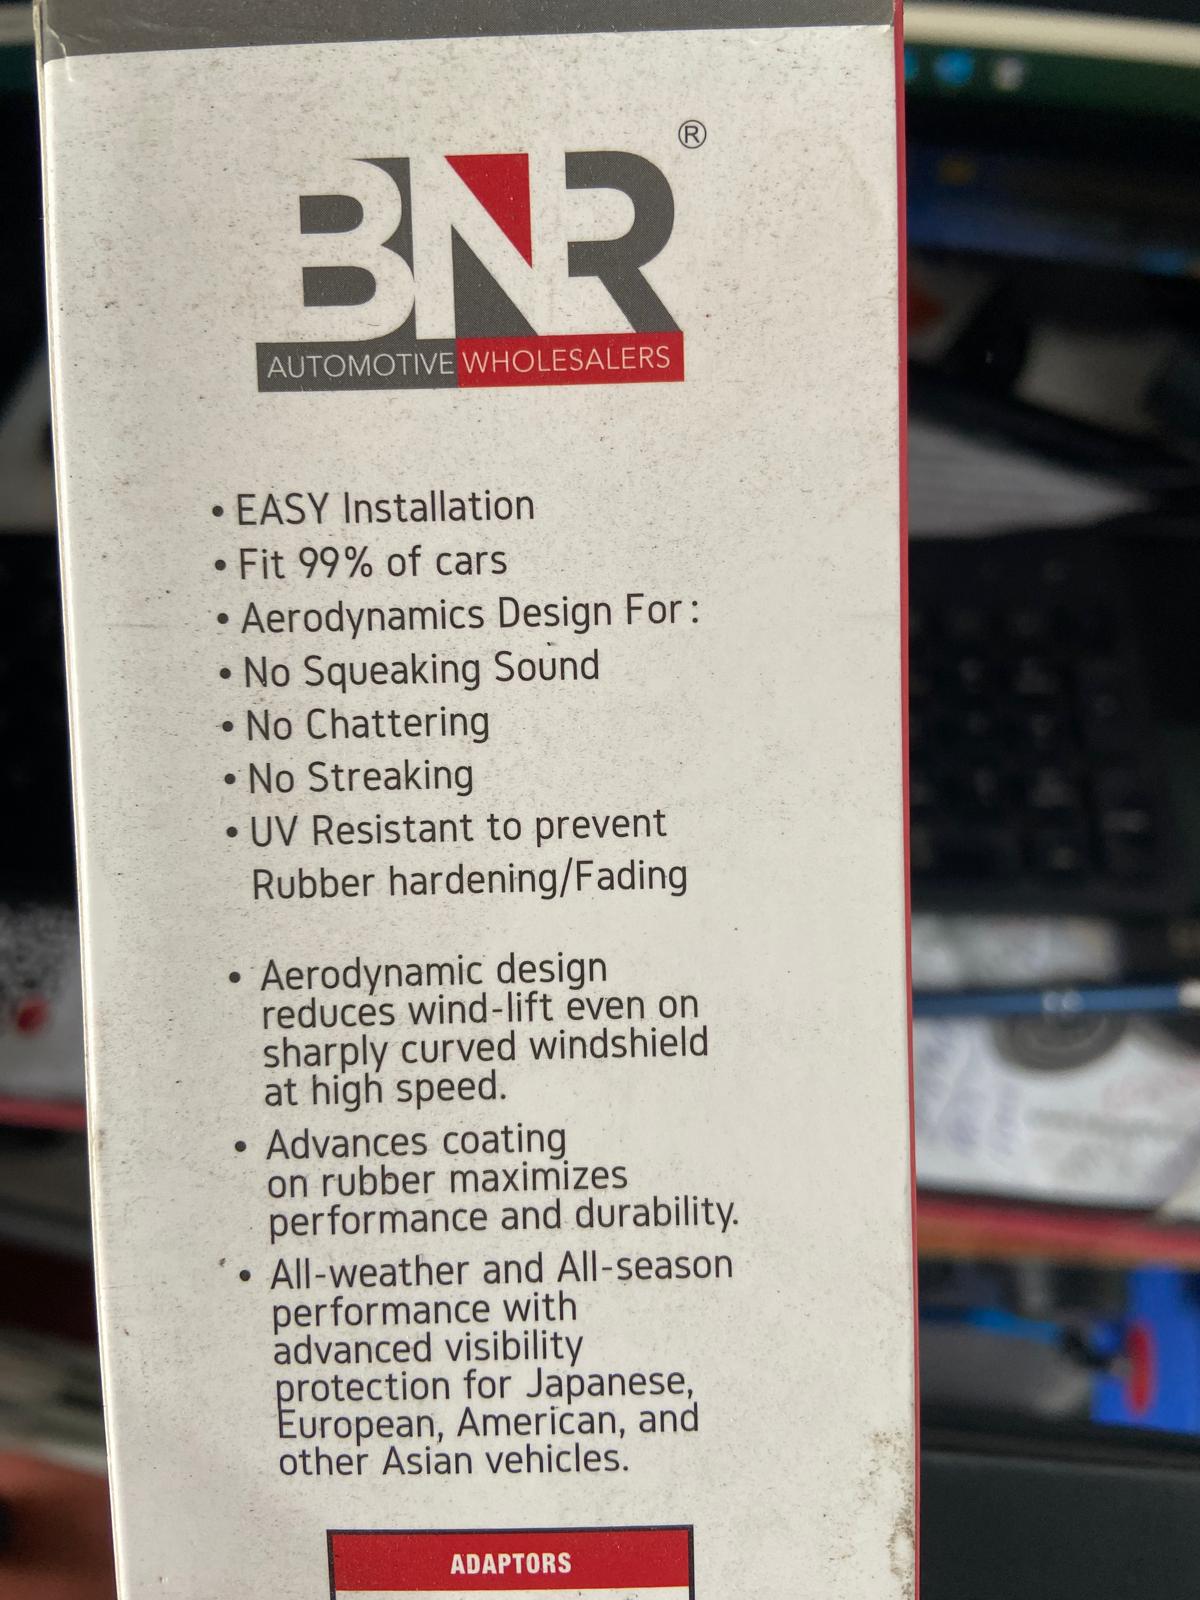 BNR®
AUTOMOTIVE WHOLESALERS
• EASY Installation
• Fit 99% of cars
• Aerodynamics Design For:
• No Squeaking Sound
• No Chattering
• No Streaking
• UV Resistant to prevent
Rubber hardening/Fading
• Aerodynamic design
reduces wind-lift even on
sharply curved windshield
at high speed.
• Advances coating
on rubber maximizes
performance and durability.
• All-weather and All-season
performance with
advanced visibility
protection for Japanese,
European, American, and
other Asian vehicles.
ADAPTORS